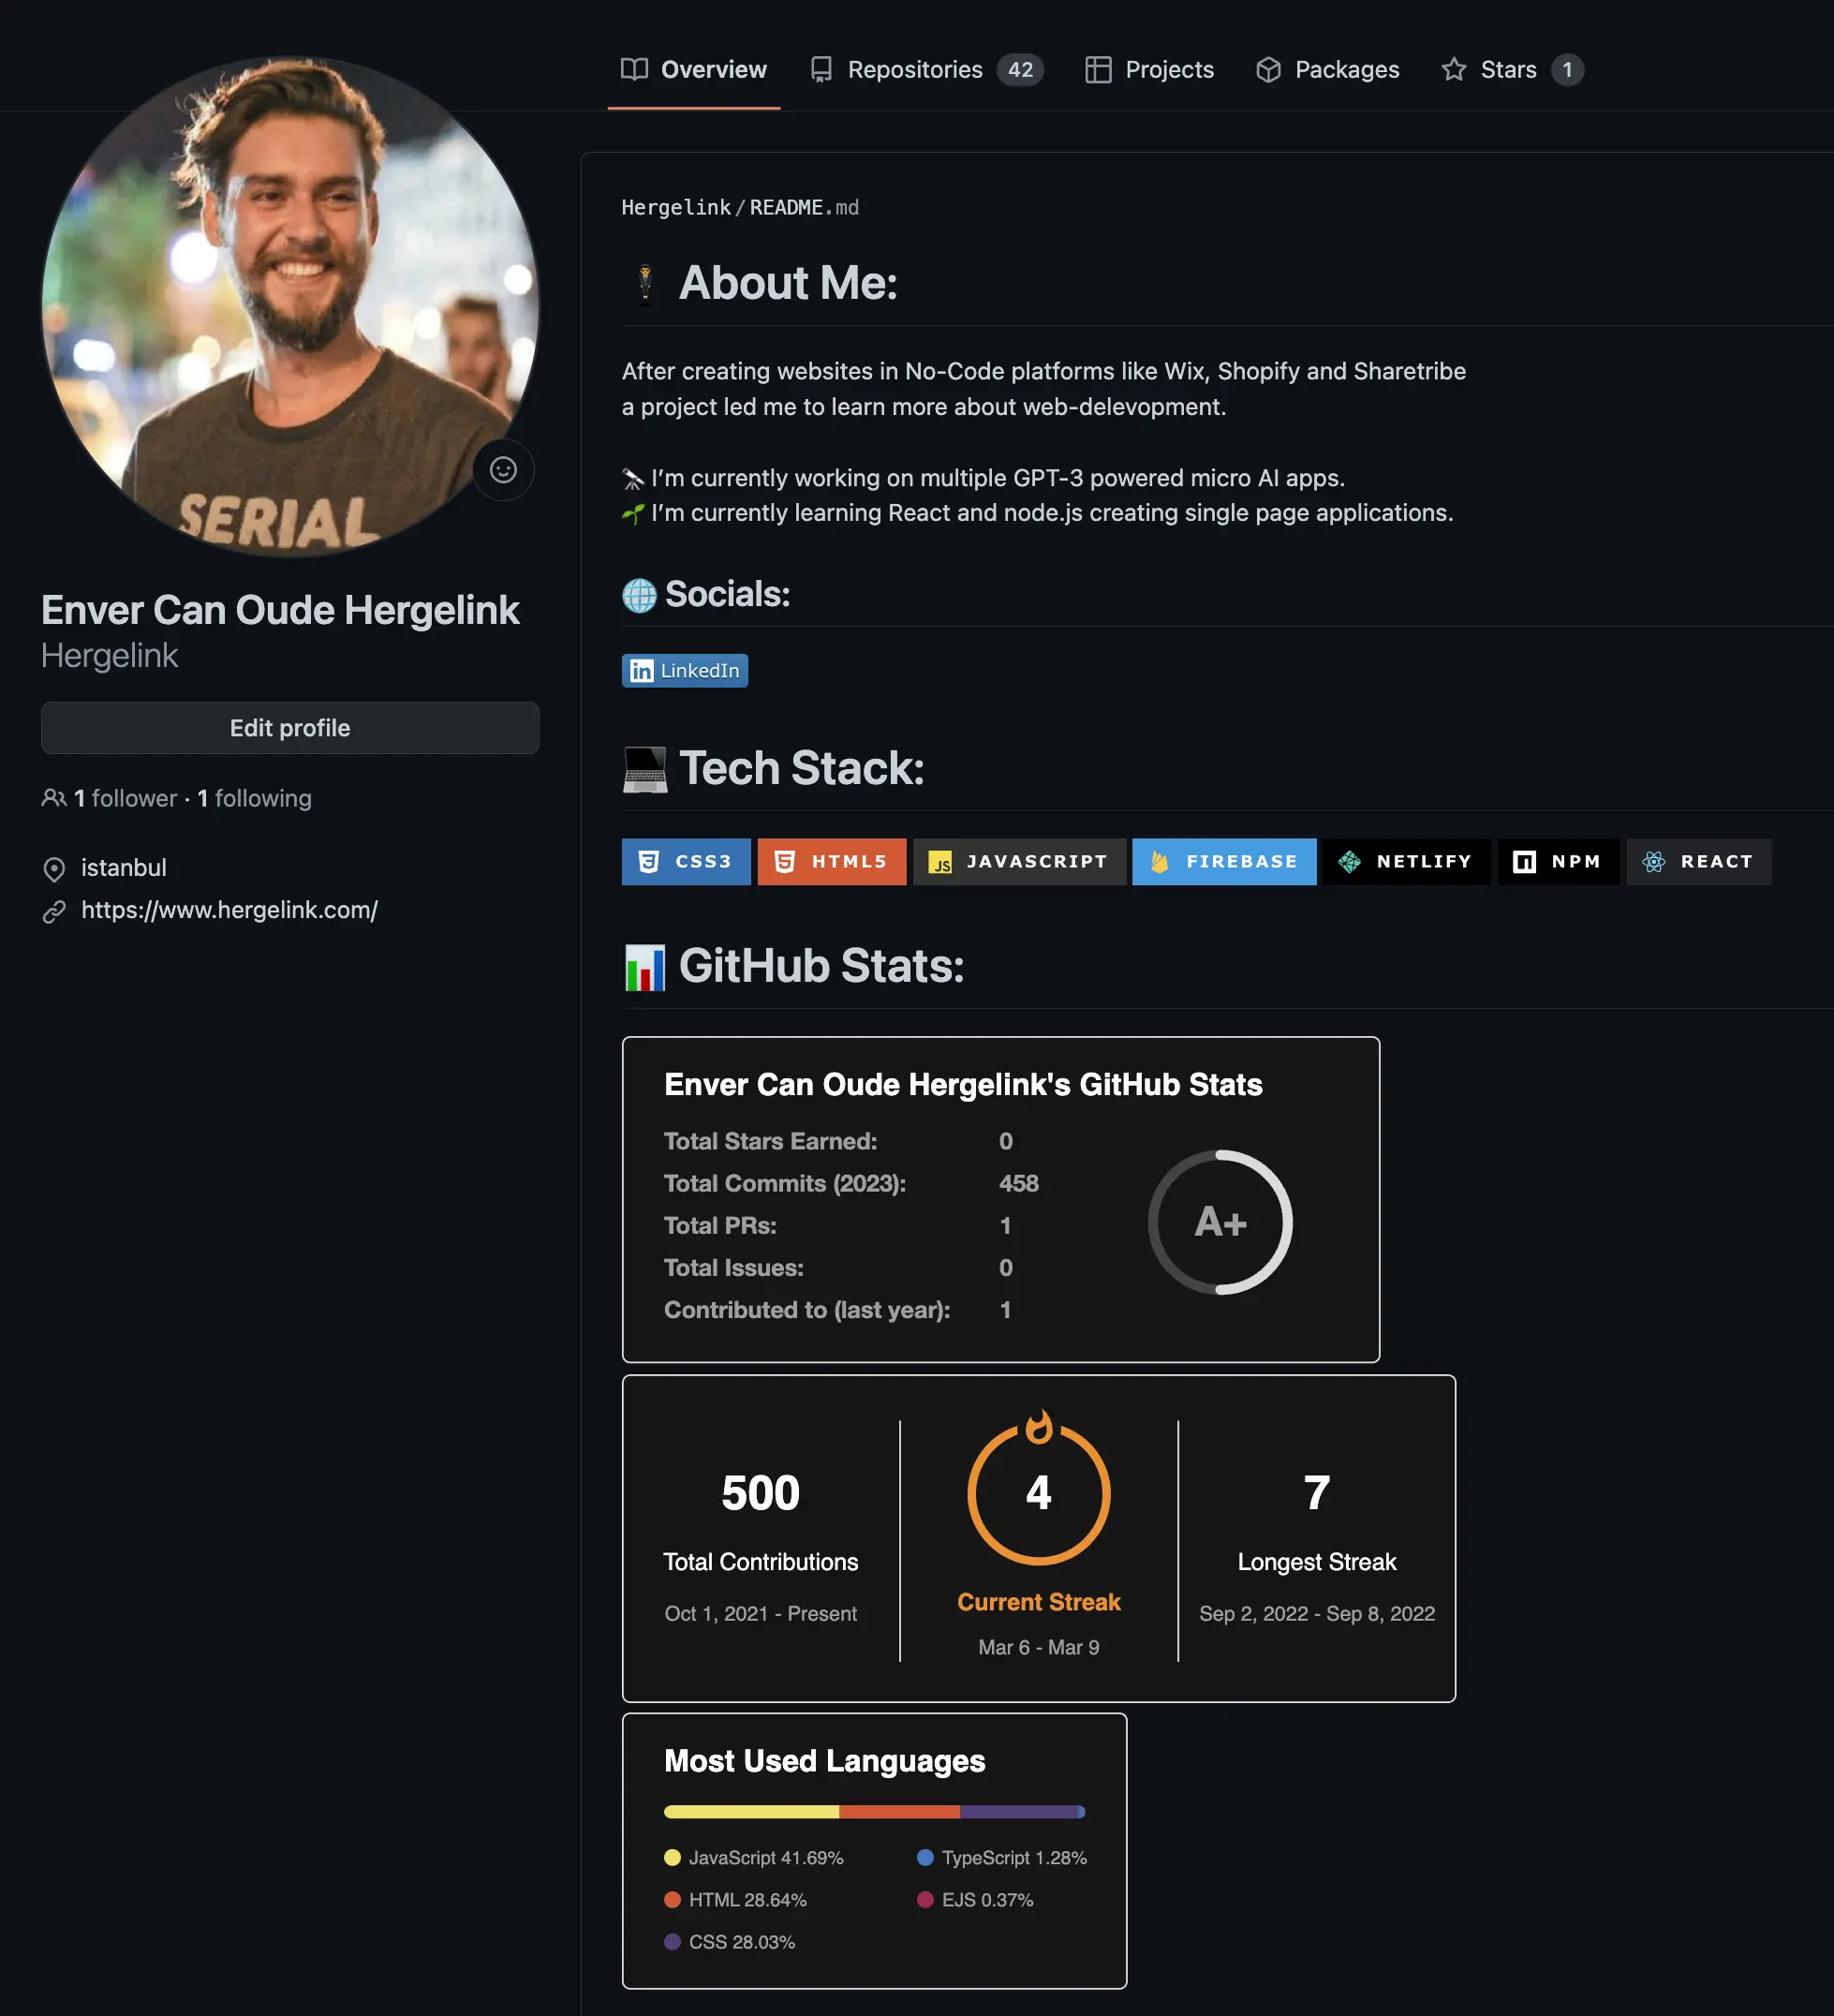 Overview
Repositories 42
Projects
Packages
Stars 1
SERIAL
Enver Can Oude Hergelink
Hergelink
Edit profile
1 follower · 1 following
istanbul
https://www.hergelink.com/
Hergelink/README.md
About Me:
After creating websites in No-Code platforms like Wix, Shopify and Sharetribe
a project led me to learn more about web-delevopment.
I’m currently working on multiple GPT-3 powered micro AI apps.
I’m currently learning React and node.js creating single page applications.
Socials:
in LinkedIn
Tech Stack:
CSS3
HTML5
JS JAVASCRIPT
FIREBASE
NETLIFY
NPM
REACT
GitHub Stats:
Enver Can Oude Hergelink's GitHub Stats
Total Stars Earned: 0
Total Commits (2023): 458
Total PRs: 1
Total Issues: 0
Contributed to (last year): 1
A+
500
Total Contributions
Oct 1, 2021 - Present
4
Current Streak
Mar 6 - Mar 9
7
Longest Streak
Sep 2, 2022 - Sep 8, 2022
Most Used Languages
JavaScript 41.69%
HTML 28.64%
CSS 28.03%
TypeScript 1.28%
EJS 0.37%